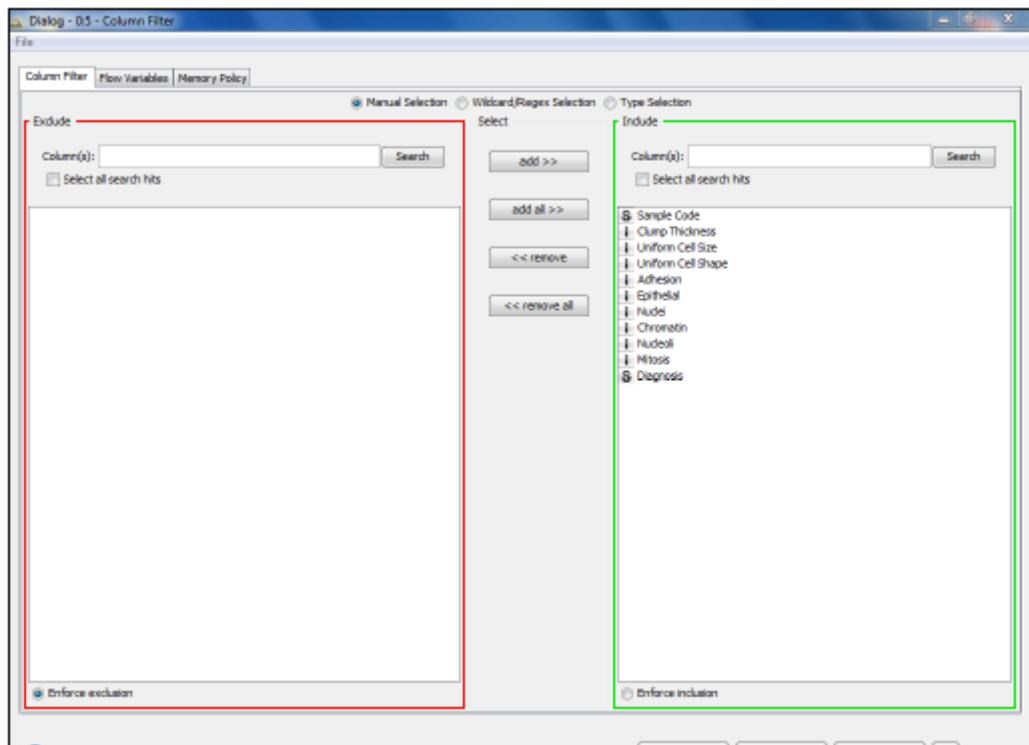 Dialog - 0:5 - Column Filter
File
Column Filter Flow Variables Memory Policy
Manual Selection Wildcard/Regex Selection Type Selection
Exclude
Column(s): Search
Select all search hits
Enforce exclusion
Select
add >>
add all >>
<< remove
<< remove all
Include
Column(s): Search
Select all search hits
S Sample Code
I Clump Thickness
I Uniform Cell Size
I Uniform Cell Shape
I Adhesion
I Epithelial
I Nuclei
I Chromatin
I Nucleoli
I Mitosis
S Diagnosis
Enforce inclusion